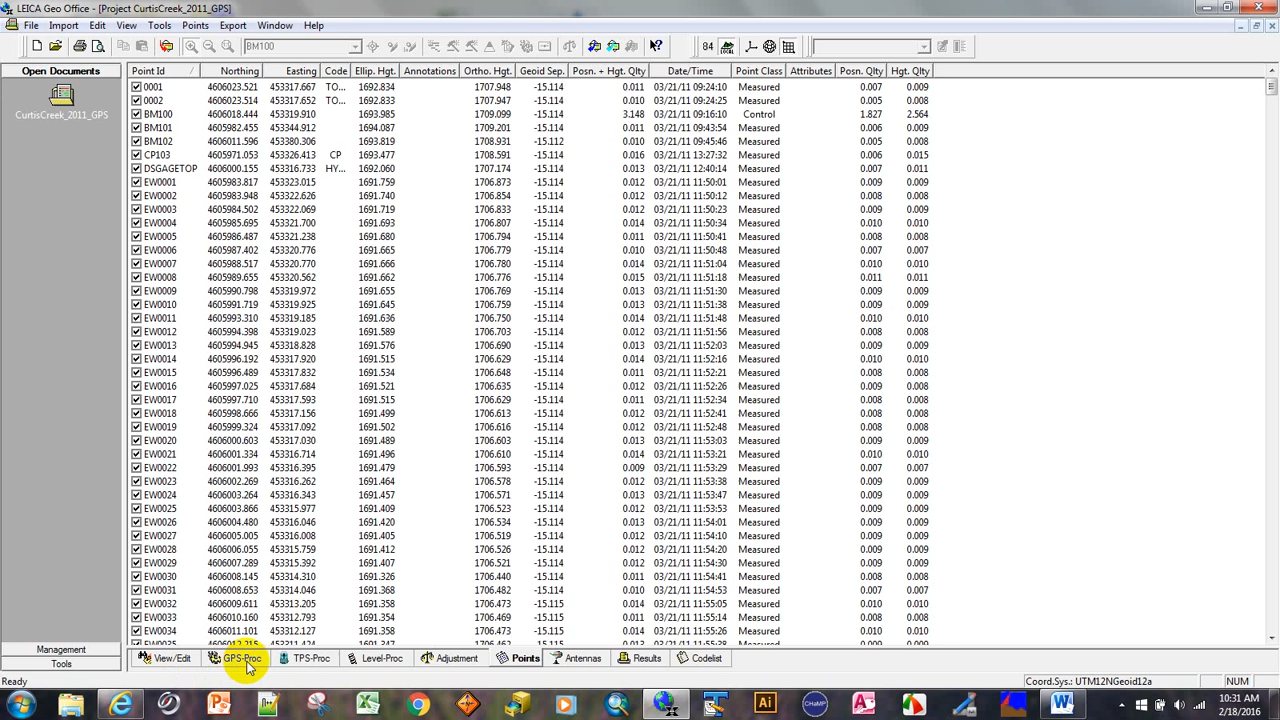 LEICA Geo Office - [Project CurtisCreek_2011_GPS]
File Import Edit View Tools Points Export Window Help
BM100 84
Open Documents
CurtisCreek_2011_GPS
Point Id Northing Easting Code Ellip. Hgt. Annotations Ortho. Hgt. Geoid Sep. Posn. + Hgt. Qlty Date/Time Point Class Attributes Posn. Qlty Hgt. Qlty
0001 4606023.521 453317.667 TO... 1692.834 1707.948 -15.114 0.011 03/21/11 09:24:10 Measured 0.007 0.009
0002 4606023.514 453317.652 TO... 1692.833 1707.947 -15.114 0.010 03/21/11 09:24:25 Measured 0.005 0.008
BM100 4606018.444 453319.910 1693.985 1709.099 -15.114 3.148 03/21/11 09:16:10 Control 1.827 2.564
BM101 4605982.455 453344.912 1694.087 1709.201 -15.114 0.011 03/21/11 09:43:54 Measured 0.006 0.009
BM102 4606011.596 453380.306 1693.819 1708.931 -15.112 0.010 03/21/11 09:45:46 Measured 0.005 0.008
CP103 4605971.053 453326.413 CP 1693.477 1708.591 -15.114 0.016 03/21/11 13:27:32 Measured 0.006 0.015
DSGAGETOP 4606000.155 453316.733 HY... 1692.060 1707.174 -15.114 0.013 03/21/11 12:40:14 Measured 0.007 0.011
EW0001 4605983.817 453323.015 1691.759 1706.873 -15.114 0.012 03/21/11 11:50:01 Measured 0.009 0.009
EW0002 4605983.948 453322.626 1691.740 1706.854 -15.114 0.012 03/21/11 11:50:12 Measured 0.008 0.008
EW0003 4605984.502 453322.069 1691.719 1706.833 -15.114 0.012 03/21/11 11:50:23 Measured 0.009 0.009
EW0004 4605985.695 453321.700 1691.693 1706.807 -15.114 0.014 03/21/11 11:50:34 Measured 0.010 0.010
EW0005 4605986.487 453321.238 1691.680 1706.794 -15.114 0.011 03/21/11 11:50:41 Measured 0.008 0.008
EW0006 4605987.402 453320.776 1691.665 1706.779 -15.114 0.010 03/21/11 11:50:48 Measured 0.007 0.007
EW0007 4605988.517 453320.666 1691.666 1706.780 -15.114 0.014 03/21/11 11:51:05 Measured 0.010 0.010
EW0008 4605989.655 453320.562 1691.662 1706.776 -15.114 0.015 03/21/11 11:51:18 Measured 0.011 0.011
EW0009 4605990.798 453319.972 1691.655 1706.769 -15.114 0.013 03/21/11 11:51:30 Measured 0.009 0.009
EW0010 4605991.719 453319.925 1691.645 1706.759 -15.114 0.013 03/21/11 11:51:39 Measured 0.009 0.009
EW0011 4605993.310 453319.185 1691.636 1706.750 -15.114 0.014 03/21/11 11:51:48 Measured 0.010 0.010
EW0012 4605994.398 453319.023 1691.589 1706.703 -15.114 0.012 03/21/11 11:51:56 Measured 0.008 0.008
EW0013 4605994.945 453318.628 1691.576 1706.690 -15.114 0.013 03/21/11 11:52:03 Measured 0.009 0.009
EW0014 4605996.192 453317.920 1691.515 1706.629 -15.114 0.014 03/21/11 11:52:16 Measured 0.010 0.010
EW0015 4605996.489 453317.832 1691.534 1706.648 -15.114 0.011 03/21/11 11:52:21 Measured 0.008 0.008
EW0016 4605997.025 453317.684 1691.521 1706.635 -15.114 0.012 03/21/11 11:52:26 Measured 0.009 0.009
EW0017 4605997.710 453317.593 1691.515 1706.629 -15.114 0.012 03/21/11 11:52:34 Measured 0.008 0.008
EW0018 4605998.666 453317.156 1691.499 1706.613 -15.114 0.012 03/21/11 11:52:41 Measured 0.008 0.008
EW0019 4605999.324 453317.092 1691.502 1706.616 -15.114 0.012 03/21/11 11:52:48 Measured 0.008 0.008
EW0020 4606000.603 453317.030 1691.489 1706.603 -15.114 0.013 03/21/11 11:53:03 Measured 0.009 0.009
EW0021 4606001.334 453316.714 1691.496 1706.610 -15.114 0.014 03/21/11 11:53:21 Measured 0.010 0.010
EW0022 4606001.993 453316.395 1691.479 1706.593 -15.114 0.009 03/21/11 11:53:29 Measured 0.007 0.007
EW0023 4606002.269 453316.262 1691.464 1706.578 -15.114 0.012 03/21/11 11:53:38 Measured 0.009 0.009
EW0024 4606003.264 453316.343 1691.457 1706.571 -15.114 0.013 03/21/11 11:53:47 Measured 0.009 0.009
EW0025 4606003.866 453315.977 1691.409 1706.523 -15.114 0.012 03/21/11 11:53:53 Measured 0.009 0.009
EW0026 4606004.480 453316.046 1691.420 1706.534 -15.114 0.013 03/21/11 11:54:01 Measured 0.009 0.009
EW0027 4606005.005 453316.008 1691.405 1706.519 -15.114 0.012 03/21/11 11:54:10 Measured 0.009 0.009
EW0028 4606006.055 453315.759 1691.412 1706.526 -15.114 0.012 03/21/11 11:54:20 Measured 0.009 0.009
EW0029 4606007.289 453315.392 1691.407 1706.521 -15.114 0.012 03/21/11 11:54:30 Measured 0.009 0.009
EW0030 4606008.145 453314.310 1691.326 1706.440 -15.114 0.011 03/21/11 11:54:41 Measured 0.008 0.008
EW0031 4606008.653 453314.091 1691.368 1706.482 -15.114 0.010 03/21/11 11:54:53 Measured 0.007 0.007
EW0032 4606009.611 453313.205 1691.358 1706.473 -15.115 0.014 03/21/11 11:55:05 Measured 0.010 0.010
EW0033 4606010.160 453312.793 1691.354 1706.469 -15.115 0.011 03/21/11 11:55:14 Measured 0.008 0.008
EW0034 4606011.101 453312.127 1691.358 1706.473 -15.115 0.014 03/21/11 11:55:26 Measured 0.010 0.010
Management
Tools
View/Edit GPS-Proc TPS-Proc Level-Proc Adjustment Points Antennas Results Codelist
Ready Coord.Sys.: UTM12NGeoid12a NUM
10:31 AM
2/18/2016